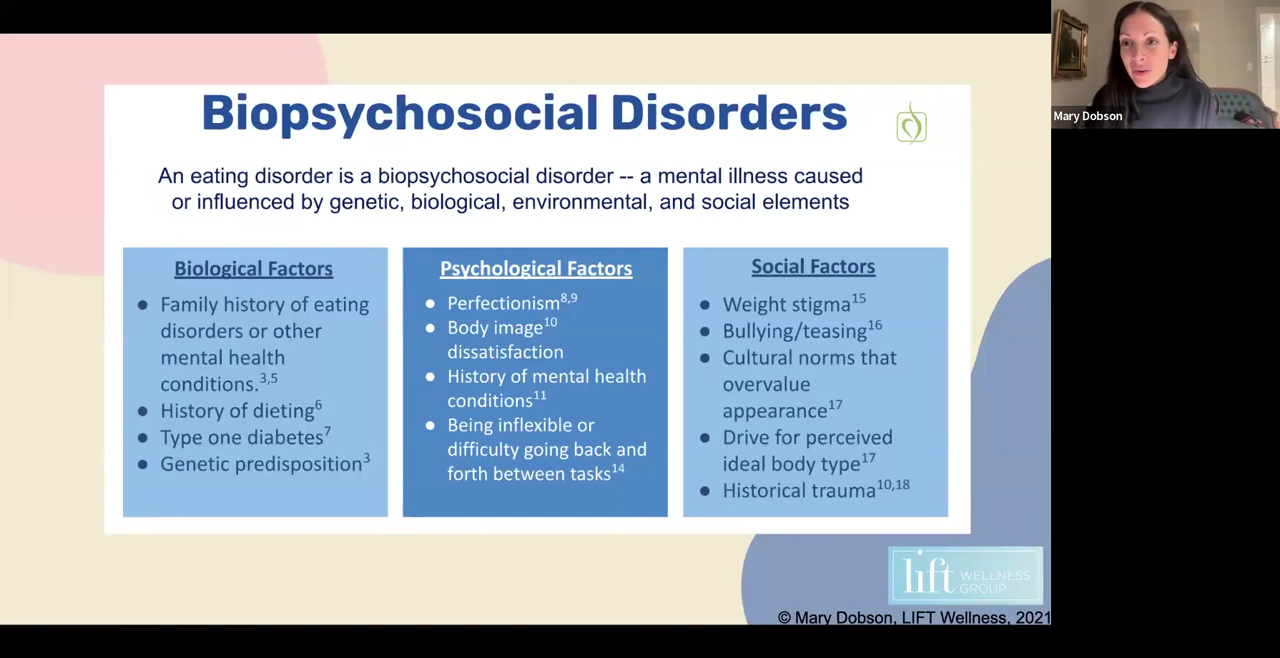 Biopsychosocial Disorders
An eating disorder is a biopsychosocial disorder -- a mental illness caused
or influenced by genetic, biological, environmental, and social elements
Biological Factors
● Family history of eating
disorders or other
mental health
conditions.3,5
● History of dieting6
● Type one diabetes7
● Genetic predisposition3
Psychological Factors
● Perfectionism8,9
● Body image10
dissatisfaction
● History of mental health
conditions11
● Being inflexible or
difficulty going back and
forth between tasks14
Social Factors
● Weight stigma15
● Bullying/teasing16
● Cultural norms that
overvalue
appearance17
● Drive for perceived
ideal body type17
● Historical trauma10,18
lift WELLNESS
GROUP
© Mary Dobson, LIFT Wellness, 2021
Mary Dobson